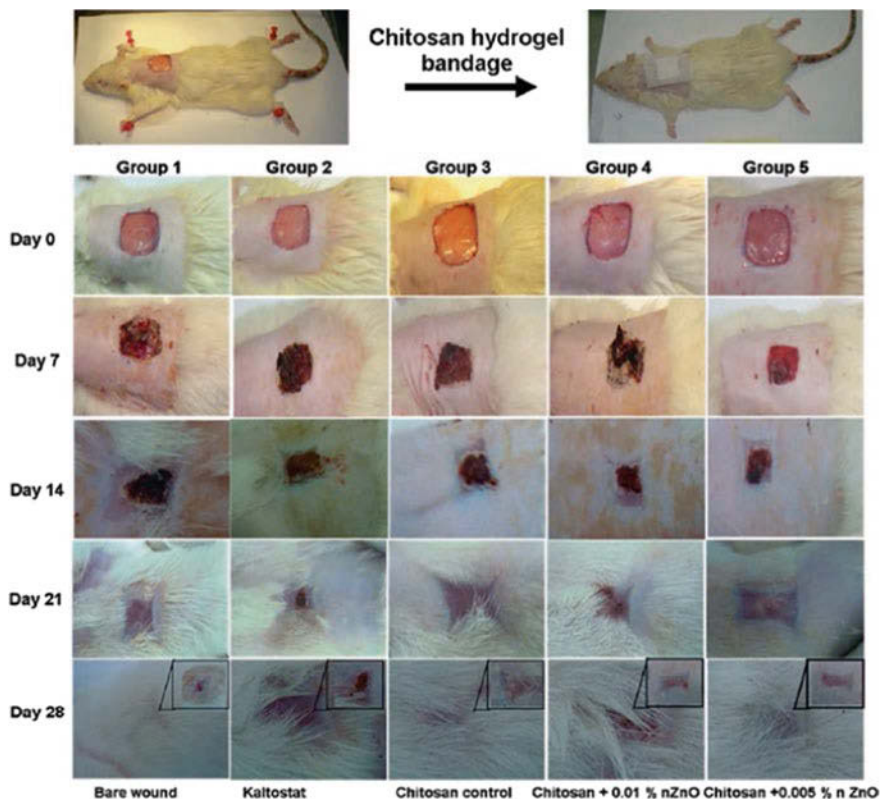 Chitosan hydrogel
bandage
Group 1 Group 2 Group 3 Group 4 Group 5
Day 0
Day 7
Day 14
Day 21
Day 28
Bare wound Kaltostat Chitosan control Chitosan + 0.01 % nZnO Chitosan +0.005 % n ZnO